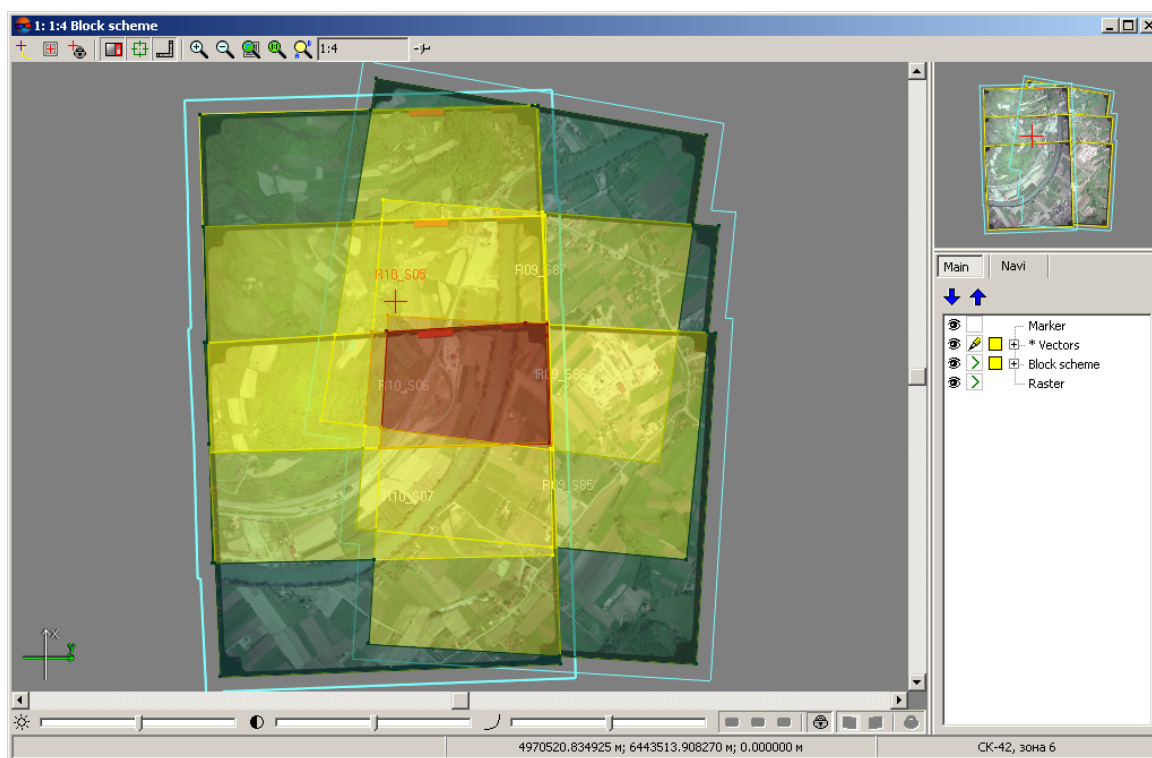 1: 1:4 Block scheme
1:4
R10_S05
R09_S87
R10_S06
R09_S86
R10_S07
R09_S85
X
Y
Main
Navi
Marker
* Vectors
Block scheme
Raster
4970520.834925 м; 6443513.908270 м; 0.000000 м
СК-42, зона 6